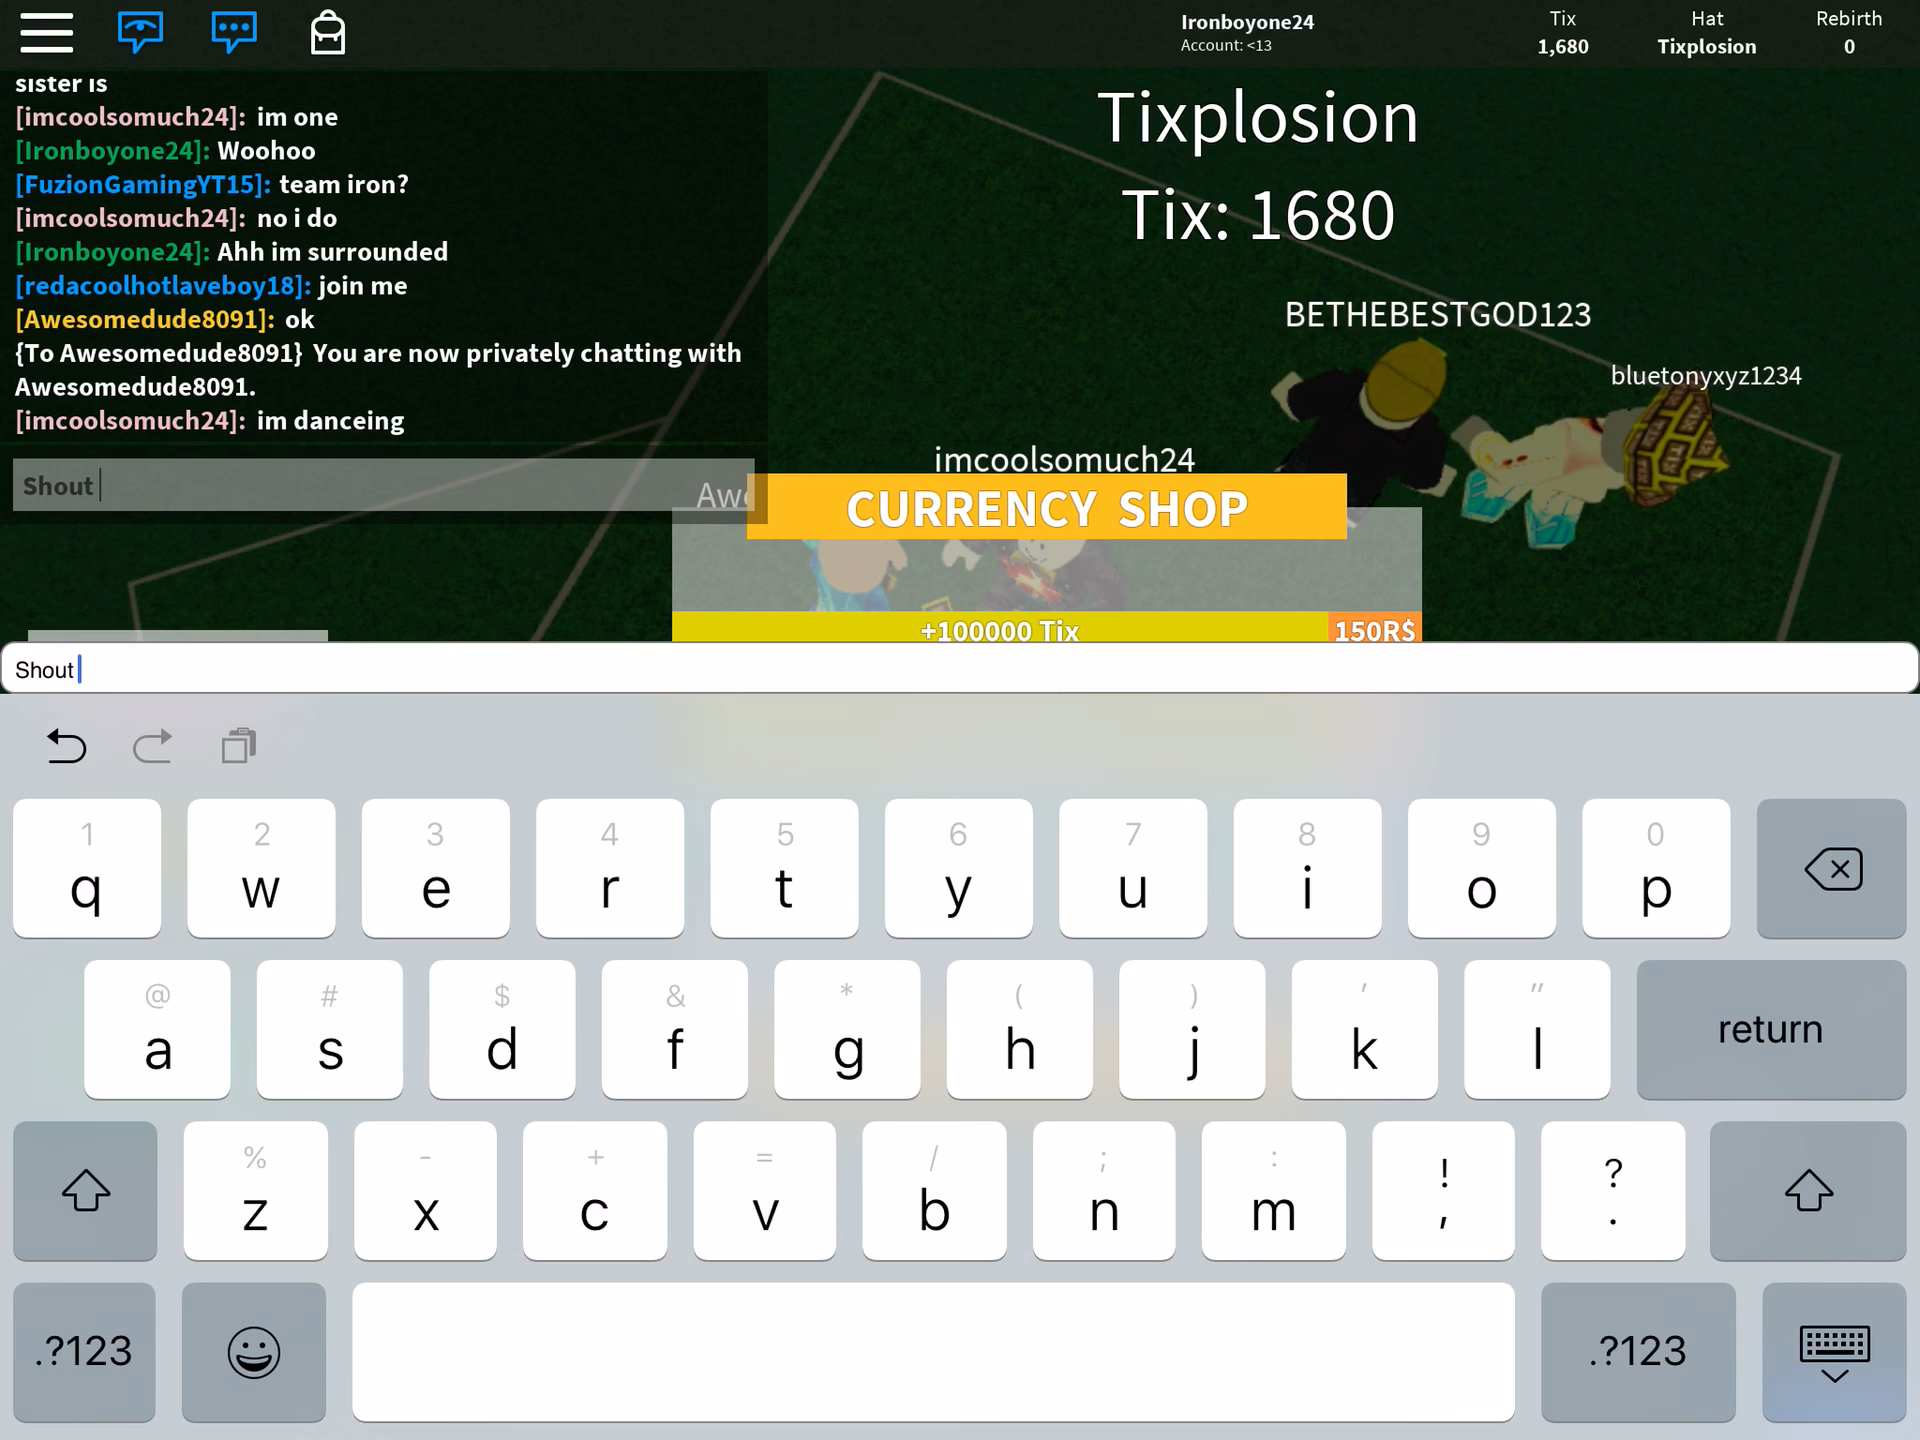 Ironboyone24
Account: <13
Tix
1,680
Hat
Tixplosion
Rebirth
0
sister is
[imcoolsomuch24]: im one
[Ironboyone24]: Woohoo
[FuzionGamingYT15]: team iron?
[imcoolsomuch24]: no i do
[Ironboyone24]: Ahh im surrounded
[redacoolhotlaveboy18]: join me
[Awesomedude8091]: ok
{To Awesomedude8091} You are now privately chatting with
Awesomedude8091.
[imcoolsomuch24]: im danceing
Shout
Tixplosion
Tix: 1680
BETHEBESTGOD123
bluetonyxyz1234
imcoolsomuch24
Awe
CURRENCY SHOP
+100000 Tix
150R$
Shout
1 2 3 4 5 6 7 8 9 0
q w e r t y u i o p
@ # $ & * ( ) ' "
a s d f g h j k l return
% - + = / ; : ! ?
z x c v b n m , .
.?123 .?123